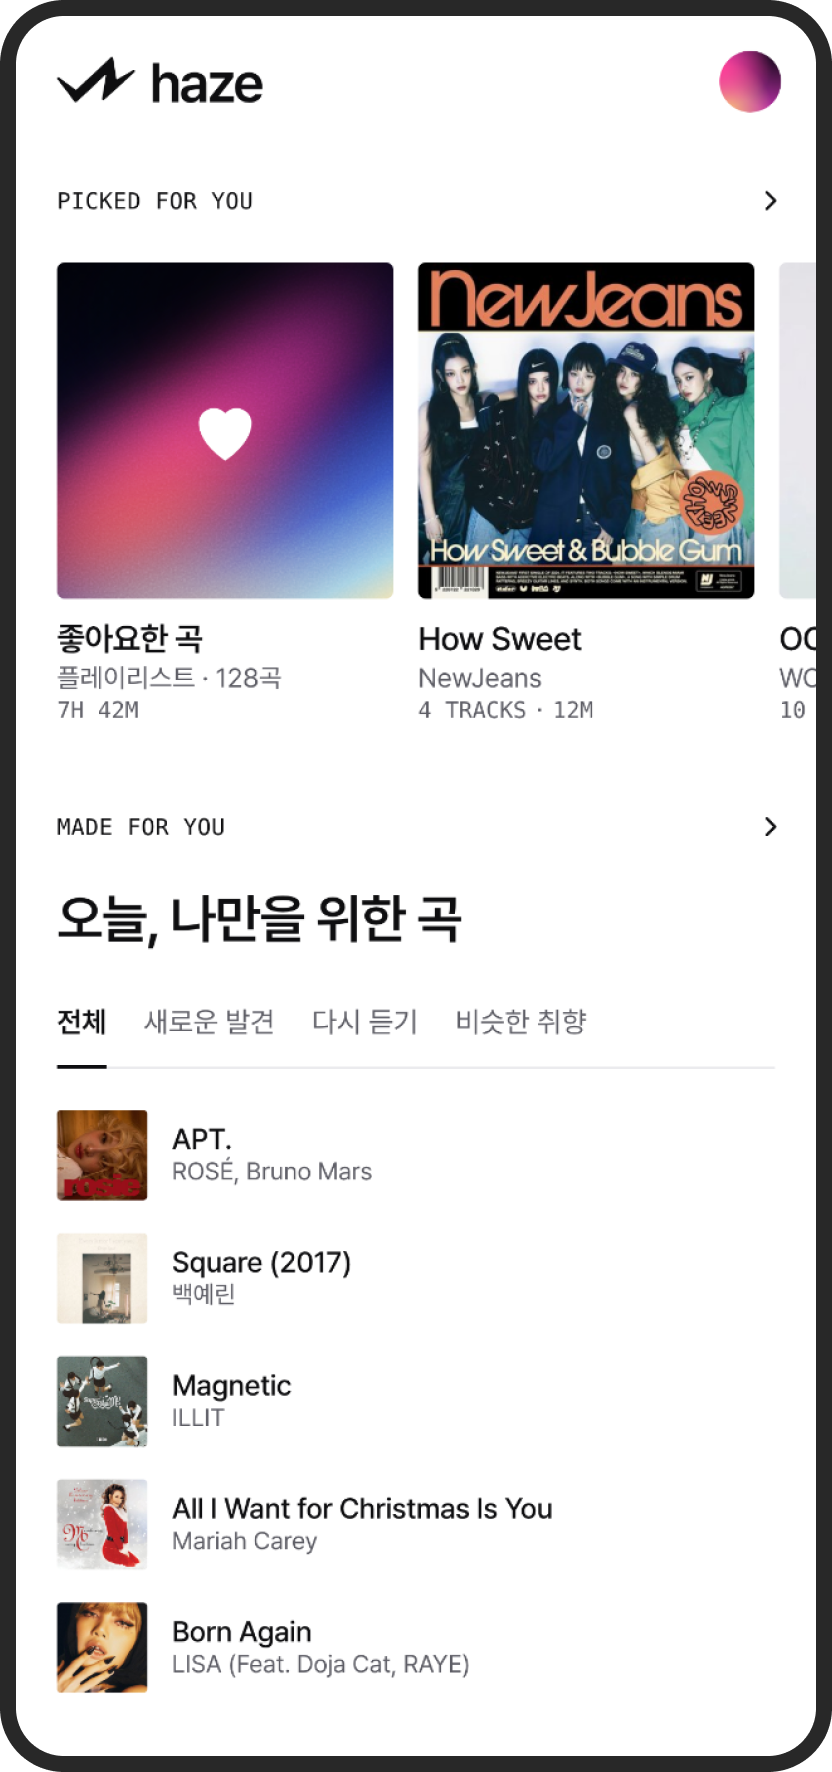 haze
PICKED FOR YOU
NewJeans
How Sweet & Bubble Gum
좋아요한 곡
플레이리스트 · 128곡
7H 42M
How Sweet
NewJeans
4 TRACKS · 12M
10
MADE FOR YOU
오늘, 나만을 위한 곡
전체
새로운 발견
다시 듣기
비슷한 취향
rosie
APT.
ROSÉ, Bruno Mars
Square (2017)
백예린
Magnetic
ILLIT
All I Want for Christmas Is You
Mariah Carey
Born Again
LISA (Feat. Doja Cat, RAYE)